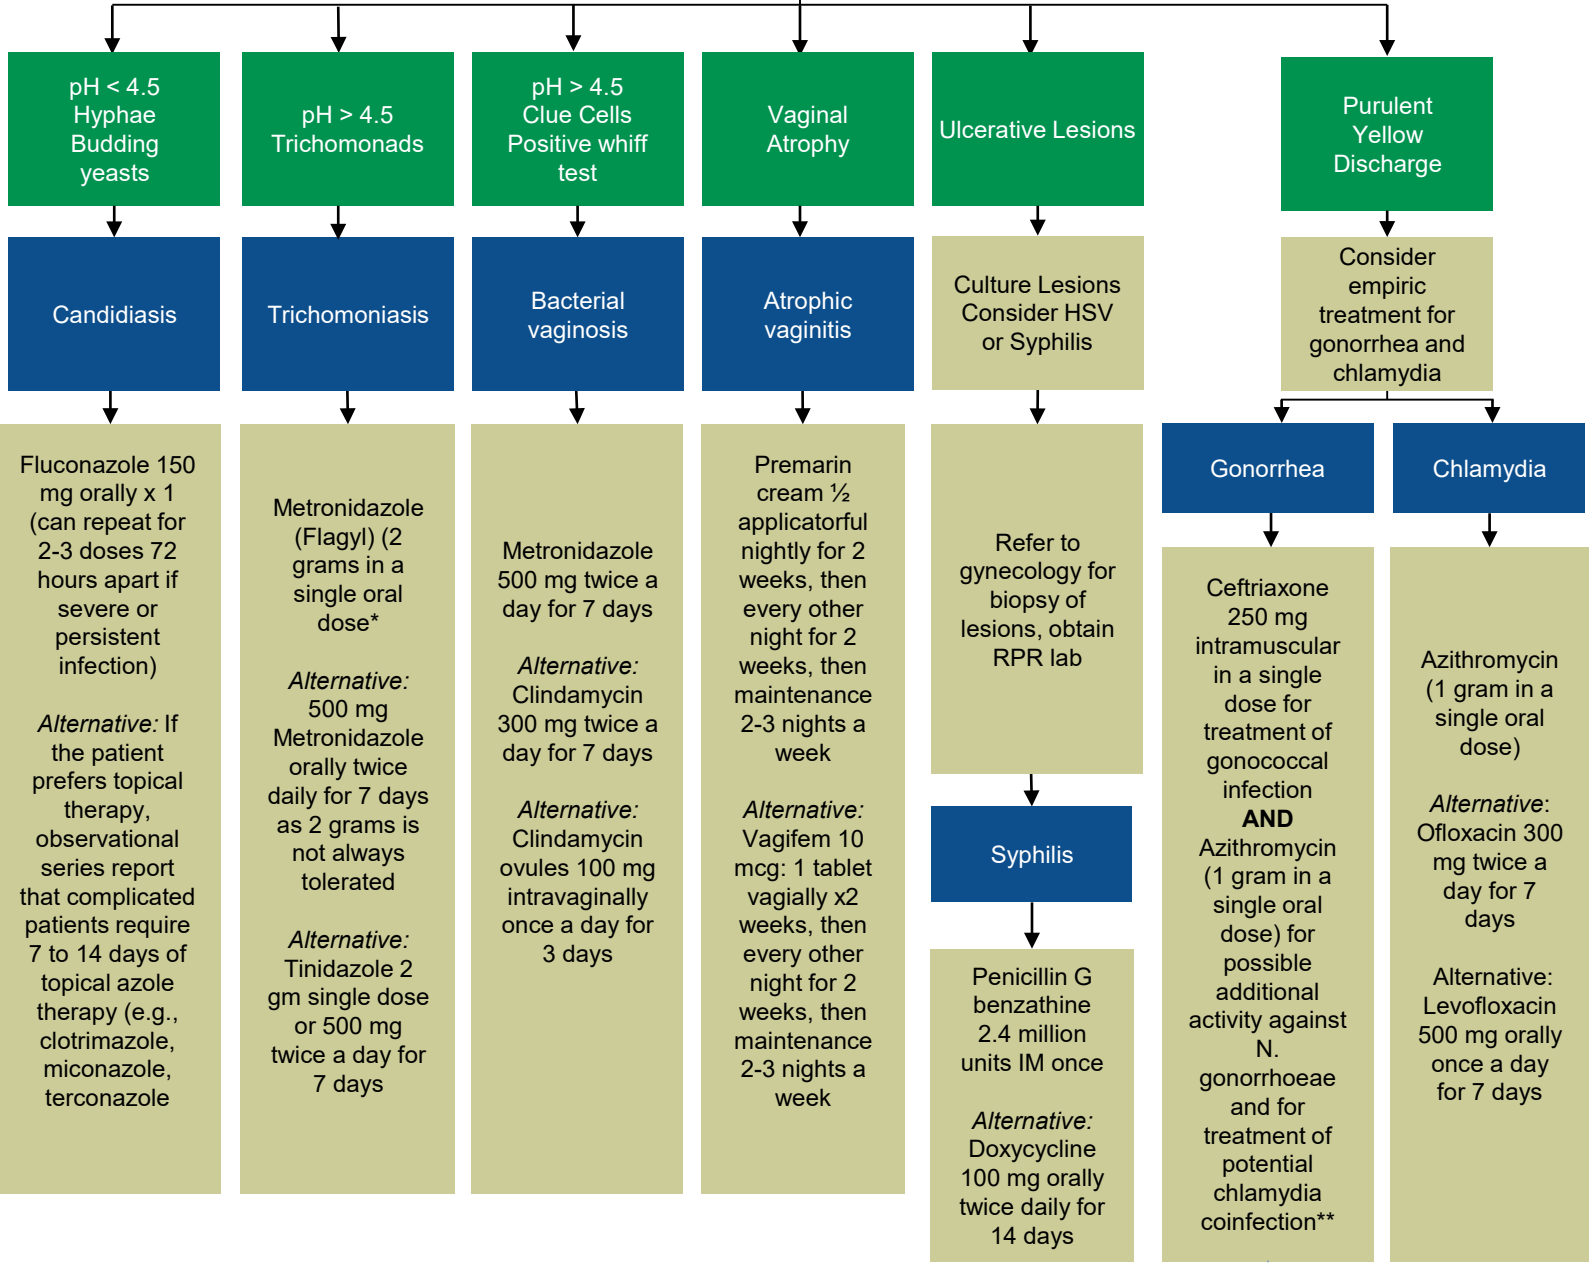 pH < 4.5
Hyphae
Budding
yeasts
pH > 4.5
Trichomonads
pH > 4.5
Clue Cells
Positive whiff
test
Vaginal
Atrophy
Ulcerative Lesions
Purulent
Yellow
Discharge
Candidiasis
Trichomoniasis
Bacterial
vaginosis
Atrophic
vaginitis
Culture Lesions
Consider HSV
or Syphilis
Consider
empiric
treatment for
gonorrhea and
chlamydia
Fluconazole 150
mg orally x 1
(can repeat for
2-3 doses 72
hours apart if
severe or
persistent
infection)
Alternative: If
the patient
prefers topical
therapy,
observational
series report
that complicated
patients require
7 to 14 days of
topical azole
therapy (e.g.,
clotrimazole,
miconazole,
terconazole
Metronidazole
(Flagyl) (2
grams in a
single oral
dose*
Alternative:
500 mg
Metronidazole
orally twice
daily for 7 days
as 2 grams is
not always
tolerated
Alternative:
Tinidazole 2
gm single dose
or 500 mg
twice a day for
7 days
Metronidazole
500 mg twice a
day for 7 days
Alternative:
Clindamycin
300 mg twice a
day for 7 days
Alternative:
Clindamycin
ovules 100 mg
intravaginally
once a day for
3 days
Premarin
cream ½
applicatorful
nightly for 2
weeks, then
every other
night for 2
weeks, then
maintenance
2-3 nights a
week
Alternative:
Vagifem 10
mcg: 1 tablet
vagially x2
weeks, then
every other
night for 2
weeks, then
maintenance
2-3 nights a
week
Refer to
gynecology for
biopsy of
lesions, obtain
RPR lab
Syphilis
Penicillin G
benzathine
2.4 million
units IM once
Alternative:
Doxycycline
100 mg orally
twice daily for
14 days
Gonorrhea
Ceftriaxone
250 mg
intramuscular
in a single
dose for
treatment of
gonococcal
infection
AND
Azithromycin
(1 gram in a
single oral
dose) for
possible
additional
activity against
N.
gonorrhoeae
and for
treatment of
potential
chlamydia
coinfection**
Chlamydia
Azithromycin
(1 gram in a
single oral
dose)
Alternative:
Ofloxacin 300
mg twice a
day for 7
days
Alternative:
Levofloxacin
500 mg orally
once a day
for 7 days